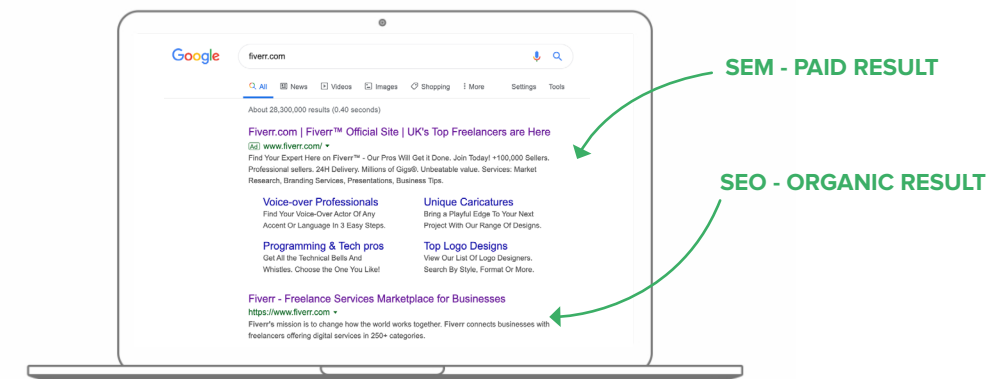 Google
fiverr.com
All News Videos Images Shopping More Settings Tools
About 28,300,000 results (0.40 seconds)
Fiverr.com | Fiverr™ Official Site | UK's Top Freelancers are Here
Ad www.fiverr.com/
Find Your Expert Here on Fiverr™ - Our Pros Will Get it Done. Join Today! +100,000 Sellers.
Professional sellers. 24H Delivery. Millions of Gigs®. Unbeatable value. Services: Market
Research, Branding Services, Presentations, Business Tips.
Voice-over Professionals
Find Your Voice-Over Actor Of Any
Accent Or Language In 3 Easy Steps.
Unique Caricatures
Bring a Playful Edge To Your Next
Project With Our Range Of Designs.
Programming & Tech pros
Get All the Technical Bells And
Whistles. Choose the One You Like!
Top Logo Designs
View Our List Of Logo Designers.
Search By Style, Format Or More.
Fiverr - Freelance Services Marketplace for Businesses
https://www.fiverr.com
Fiverr's mission is to change how the world works together. Fiverr connects businesses with
freelancers offering digital services in 250+ categories.
SEM - PAID RESULT
SEO - ORGANIC RESULT